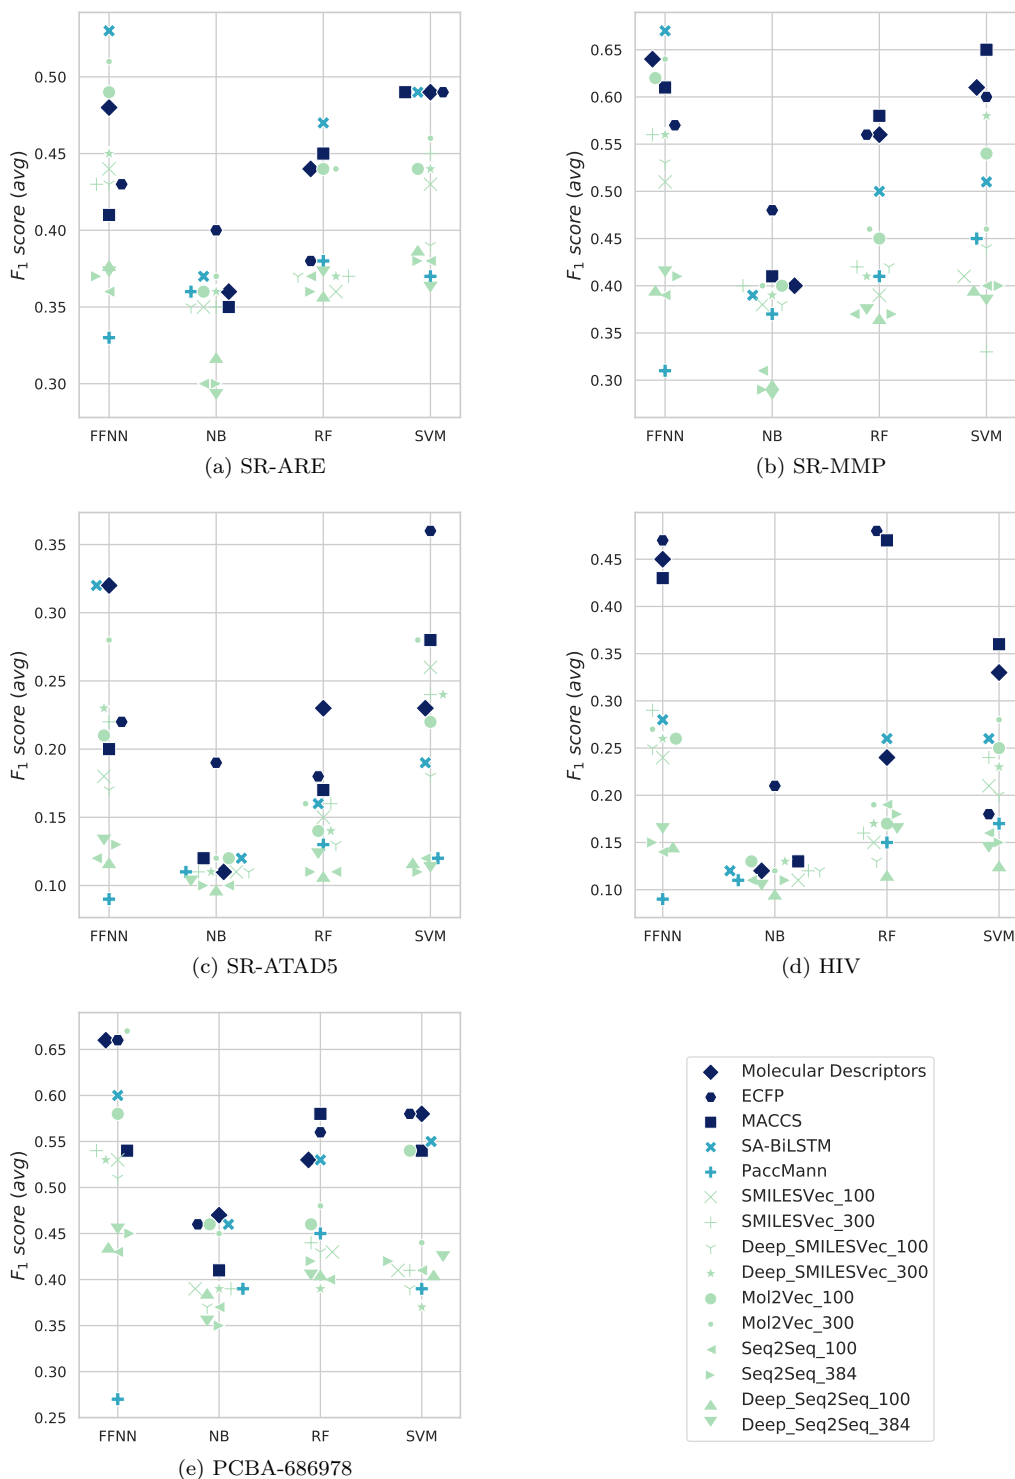 F1 score (avg)
0.50
0.45
0.40
0.35
0.30
FFNN NB RF SVM
(a) SR-ARE
F1 score (avg)
0.65
0.60
0.55
0.50
0.45
0.40
0.35
0.30
FFNN NB RF SVM
(b) SR-MMP
F1 score (avg)
0.35
0.30
0.25
0.20
0.15
0.10
FFNN NB RF SVM
(c) SR-ATAD5
F1 score (avg)
0.45
0.40
0.35
0.30
0.25
0.20
0.15
0.10
FFNN NB RF SVM
(d) HIV
F1 score (avg)
0.65
0.60
0.55
0.50
0.45
0.40
0.35
0.30
0.25
FFNN NB RF SVM
(e) PCBA-686978
Molecular Descriptors
ECFP
MACCS
SA-BiLSTM
PaccMann
SMILESVec_100
SMILESVec_300
Deep_SMILESVec_100
Deep_SMILESVec_300
Mol2Vec_100
Mol2Vec_300
Seq2Seq_100
Seq2Seq_384
Deep_Seq2Seq_100
Deep_Seq2Seq_384